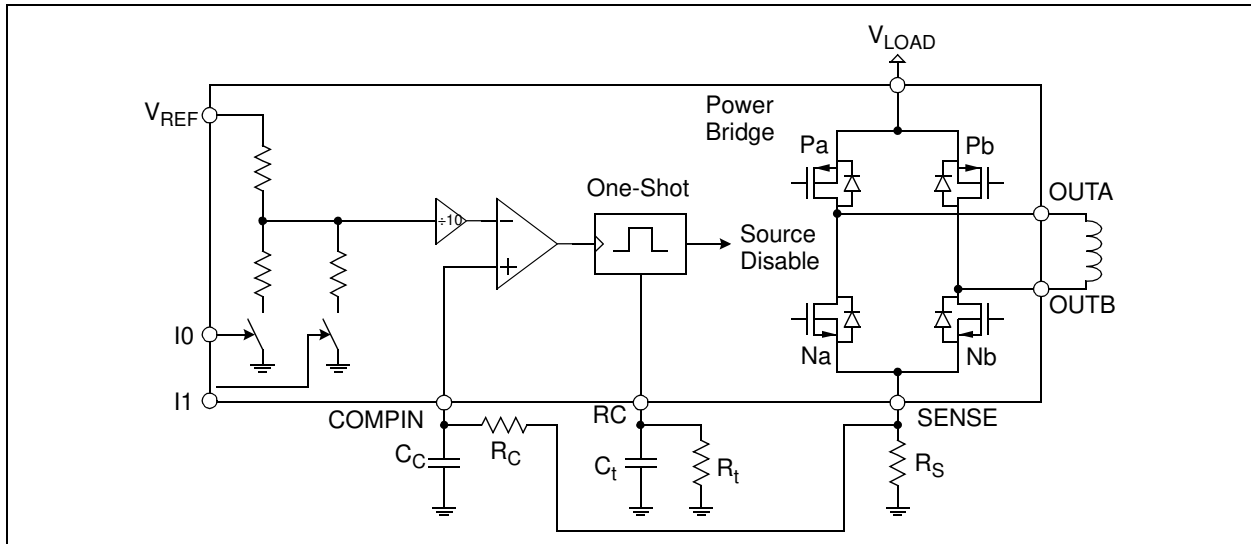 V_LOAD
V_REF
Power
Bridge
Pa
Pb
One-Shot
OUTA
÷10
−
+
Source
Disable
OUTB
I0
Na
Nb
I1
COMPIN
RC
SENSE
C_C
R_C
C_t
R_t
R_S